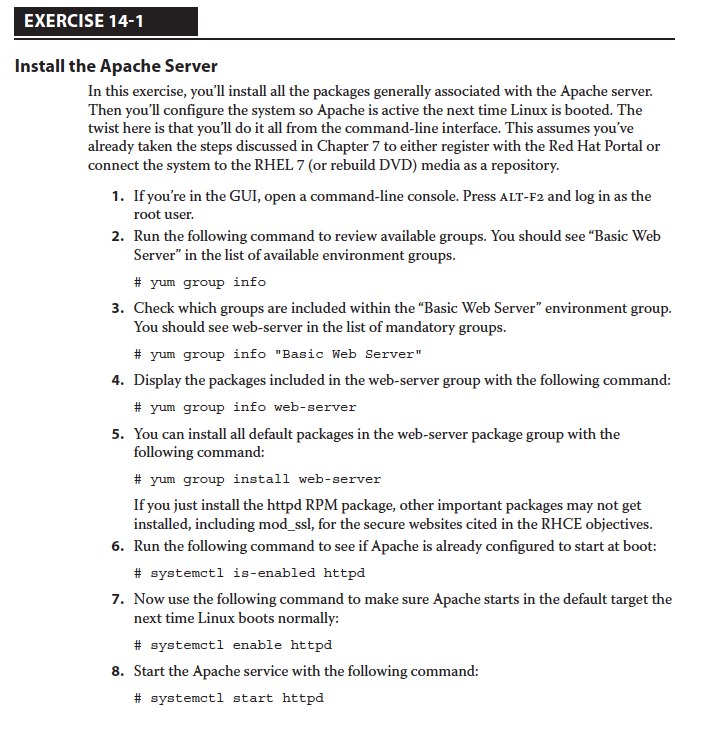 EXERCISE 14-1
Install the Apache Server
In this exercise, you'll install all the packages generally associated with the Apache server.
Then you'll configure the system so Apache is active the next time Linux is booted. The
twist here is that you'll do it all from the command-line interface. This assumes you've
already taken the steps discussed in Chapter 7 to either register with the Red Hat Portal or
connect the system to the RHEL 7 (or rebuild DVD) media as a repository.
1. If you're in the GUI, open a command-line console. Press ALT-F2 and log in as the
root user.
2. Run the following command to review available groups. You should see “Basic Web
Server” in the list of available environment groups.
# yum group info
3. Check which groups are included within the “Basic Web Server” environment group.
You should see web-server in the list of mandatory groups.
# yum group info "Basic Web Server"
4. Display the packages included in the web-server group with the following command:
# yum group info web-server
5. You can install all default packages in the web-server package group with the
following command:
# yum group install web-server
If you just install the httpd RPM package, other important packages may not get
installed, including mod_ssl, for the secure websites cited in the RHCE objectives.
6. Run the following command to see if Apache is already configured to start at boot:
# systemctl is-enabled httpd
7. Now use the following command to make sure Apache starts in the default target the
next time Linux boots normally:
# systemctl enable httpd
8. Start the Apache service with the following command:
# systemctl start httpd